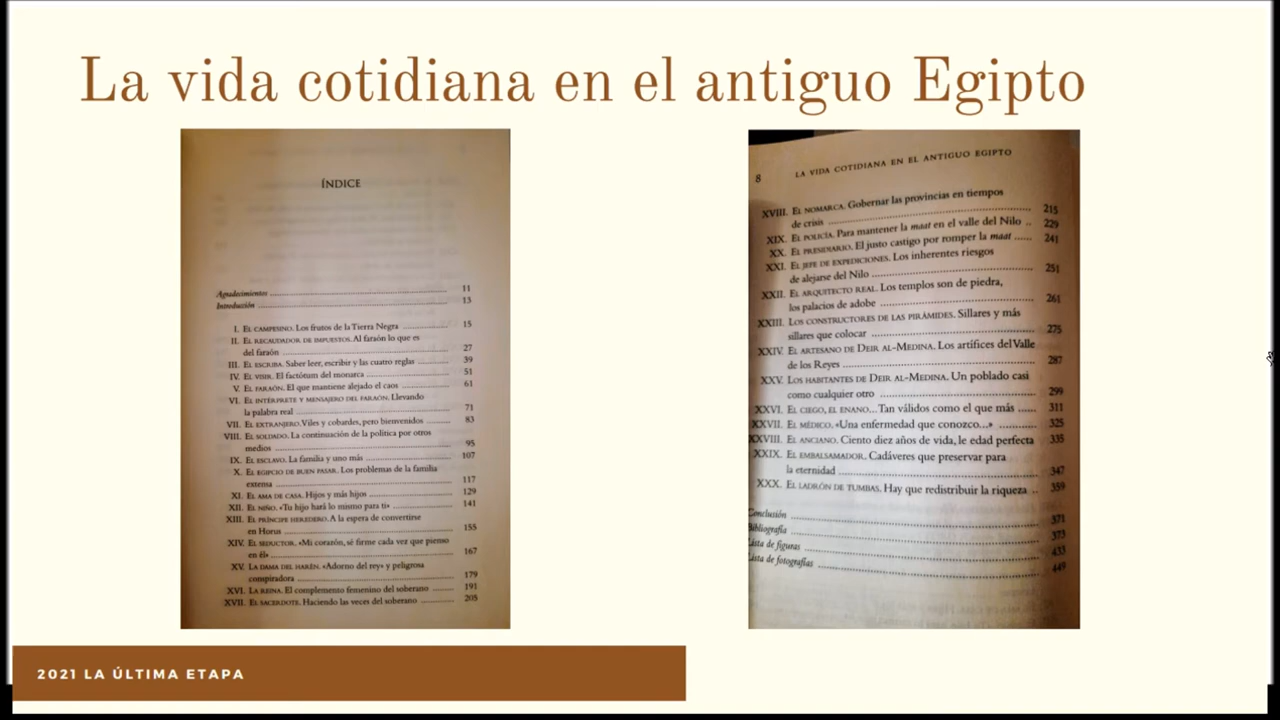 La vida cotidiana en el antiguo Egipto
ÍNDICE
Agradecimientos 11
Introducción 13
I. EL CAMPESINO. Los frutos de la Tierra Negra 15
II. EL RECAUDADOR DE IMPUESTOS. Al faraón lo que es
del faraón 27
III. EL ESCRIBA. Saber leer, escribir y las cuatro reglas 39
IV. EL VISIR. El factótum del monarca 51
V. EL FARAÓN. El que mantiene alejado el caos 61
VI. EL INTÉRPRETE Y MENSAJERO DEL FARAÓN. Llevando
la palabra real 71
VII. EL EXTRANJERO. Viles y cobardes, pero bienvenidos 83
VIII. EL SOLDADO. La continuación de la política por otros
medios 95
IX. EL ESCLAVO. La familia y uno más 107
X. EL EGIPCIO DE BUEN PASAR. Los problemas de la familia
extensa 117
XI. EL AMA DE CASA. Hijos y más hijos 129
XII. EL NIÑO. «Tu hijo hará lo mismo para ti» 141
XIII. EL PRÍNCIPE HEREDERO. A la espera de convertirse
en Horus 155
XIV. EL SEDUCTOR. «Mi corazón, sé firme cada vez que pienso
en él» 167
XV. LA DAMA DEL HARÉN. «Adorno del rey» y peligrosa
conspiradora 179
XVI. LA REINA. El complemento femenino del soberano 191
XVII. EL SACERDOTE. Haciendo las veces del soberano 205
8 LA VIDA COTIDIANA EN EL ANTIGUO EGIPTO
XVIII. EL NOMARCA. Gobernar las provincias en tiempos
de crisis 215
XIX. EL POLICÍA. Para mantener la maat en el valle del Nilo 229
XX. EL PRESIDIARIO. El justo castigo por romper la maat 241
XXI. EL JEFE DE EXPEDICIONES. Los inherentes riesgos
de alejarse del Nilo 251
XXII. EL ARQUITECTO REAL. Los templos son de piedra,
los palacios de adobe 261
XXIII. LOS CONSTRUCTORES DE LAS PIRÁMIDES. Sillares y más
sillares que colocar 275
XXIV. EL ARTESANO DE DEIR AL-MEDINA. Los artífices del Valle
de los Reyes 287
XXV. LOS HABITANTES DE DEIR AL-MEDINA. Un poblado casi
como cualquier otro 299
XXVI. EL CIEGO, EL ENANO... Tan válidos como el que más 311
XXVII. EL MÉDICO. «Una enfermedad que conozco...» 325
XXVIII. EL ANCIANO. Ciento diez años de vida, le edad perfecta 335
XXIX. EL EMBALSAMADOR. Cadáveres que preservar para
la eternidad 347
XXX. EL LADRÓN DE TUMBAS. Hay que redistribuir la riqueza 359
Conclusión 371
Bibliografía 373
Lista de figuras 433
Lista de fotografías 449
2021 LA ÚLTIMA ETAPA